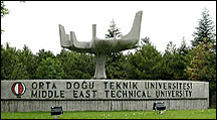 ORTA DOĞU TEKNİK ÜNİVERSİTESİ
MIDDLE EAST TECHNICAL UNIVERSITY